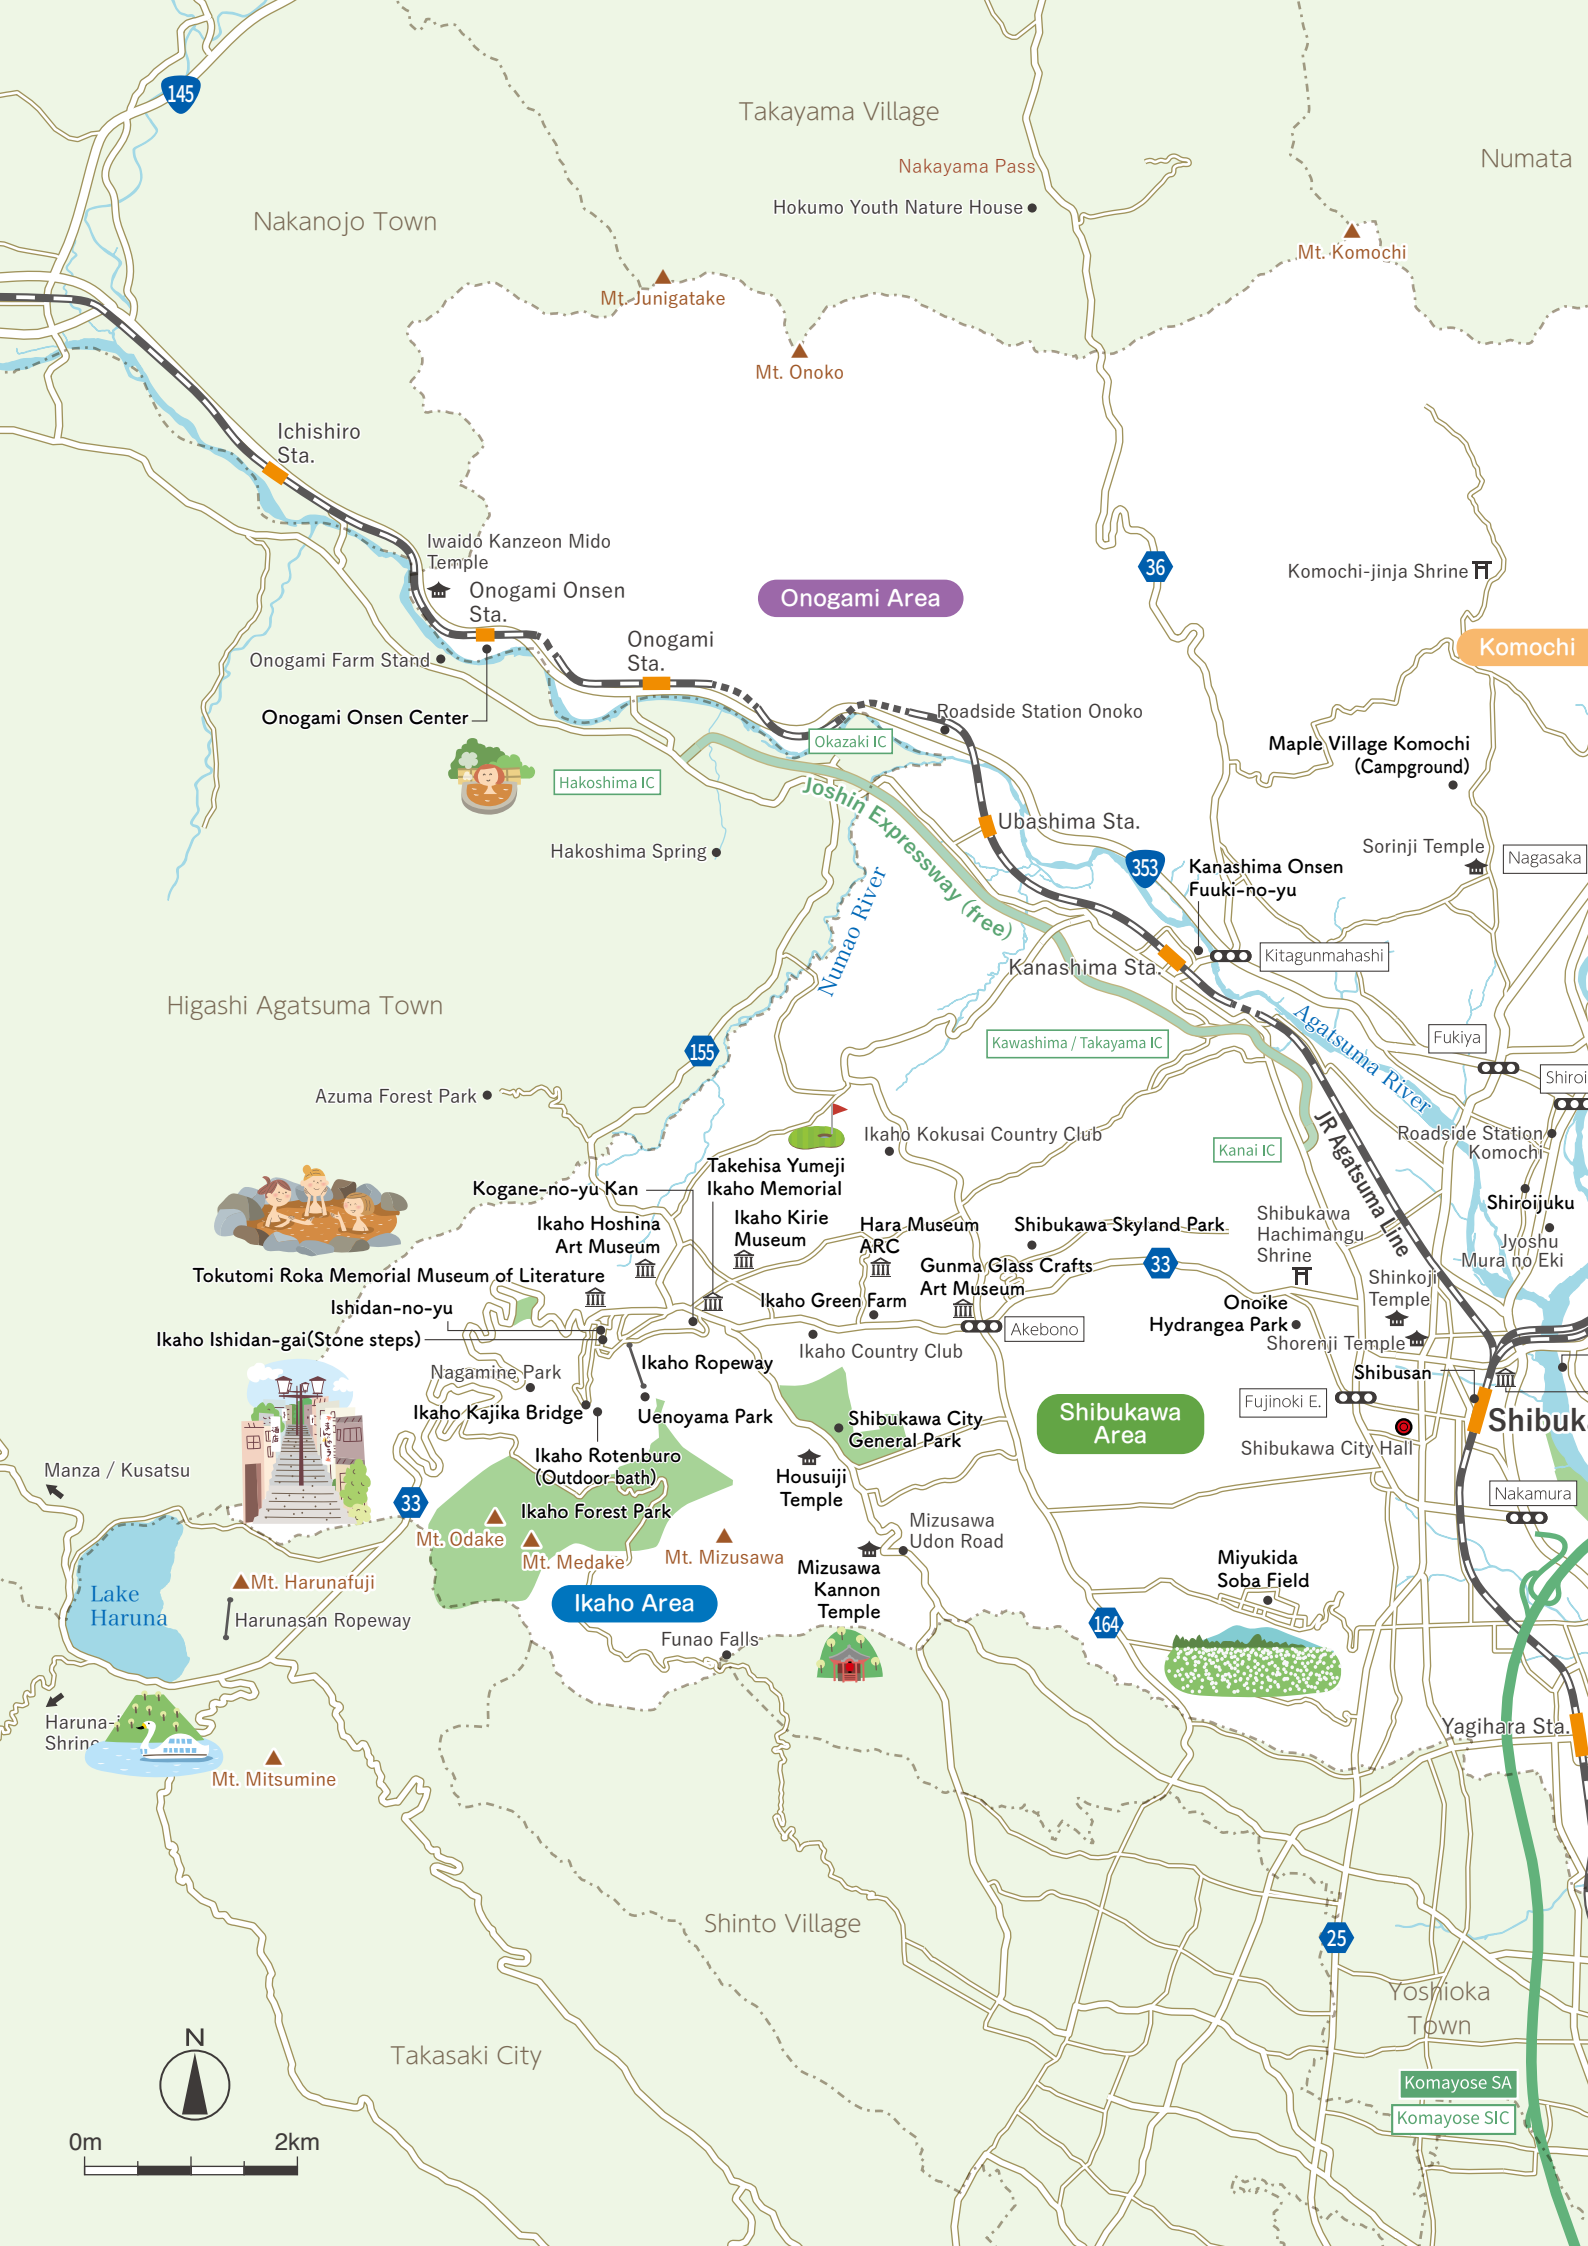 145
Takayama Village
Nakayama Pass
Numata
Hokumo Youth Nature House
Nakanojo Town
Mt. Komochi
Mt. Junigatake
Mt. Onoko
Ichishiro
Sta.
Iwaido Kanzeon Mido
Temple
Onogami Onsen
Sta.
Onogami Area
36
Komochi-jinja Shrine
Komochi
Onogami
Sta.
Onogami Farm Stand
Onogami Onsen Center
Roadside Station Onoko
Okazaki IC
Hakoshima IC
Maple Village Komochi
(Campground)
Joshin Expressway (free)
Ubashima Sta.
Hakoshima Spring
Sorinji Temple
Nagasaka
353
Kanashima Onsen
Fuuki-no-yu
Numao River
Kanashima Sta.
Kitagunmahashi
Higashi Agatsuma Town
Agatsuma River
Kawashima / Takayama IC
Fukiya
155
Shiroi
Azuma Forest Park
Ikaho Kokusai Country Club
Kanai IC
JR Agatsuma Line
Roadside Station
Komochi
Takehisa Yumeji
Ikaho Memorial
Kogane-no-yu Kan
Shiroijuku
Ikaho Hoshina
Art Museum
Ikaho Kirie
Museum
Hara Museum
ARC
Shibukawa Skyland Park
Shibukawa
Hachimangu
Shrine
Jyoshu
Mura no Eki
Gunma Glass Crafts
Art Museum
33
Tokutomi Roka Memorial Museum of Literature
Shinkoji
Temple
Ishidan-no-yu
Ikaho Green Farm
Onoike
Hydrangea Park
Akebono
Ikaho Ishidan-gai(Stone steps)
Ikaho Country Club
Shorenji Temple
Ikaho Ropeway
Nagamine Park
Shibusan
Ikaho Kajika Bridge
Uenoyama Park
Shibukawa City
General Park
Shibukawa
Area
Fujinoki E.
Shibuk
Shibukawa City Hall
Ikaho Rotenburo
(Outdoor bath)
Manza / Kusatsu
Housuiji
Temple
Nakamura
33
Ikaho Forest Park
Mizusawa
Udon Road
Mt. Odake
Mt. Medake
Mt. Mizusawa
Mizusawa
Kannon
Temple
Miyukida
Soba Field
Mt. Harunafuji
Lake
Haruna
Harunasan Ropeway
Ikaho Area
164
Funao Falls
Haruna-j
Shrine
Yagihara Sta.
Mt. Mitsumine
Shinto Village
25
Yoshioka
Town
Takasaki City
N
Komayose SA
Komayose SIC
0m
2km